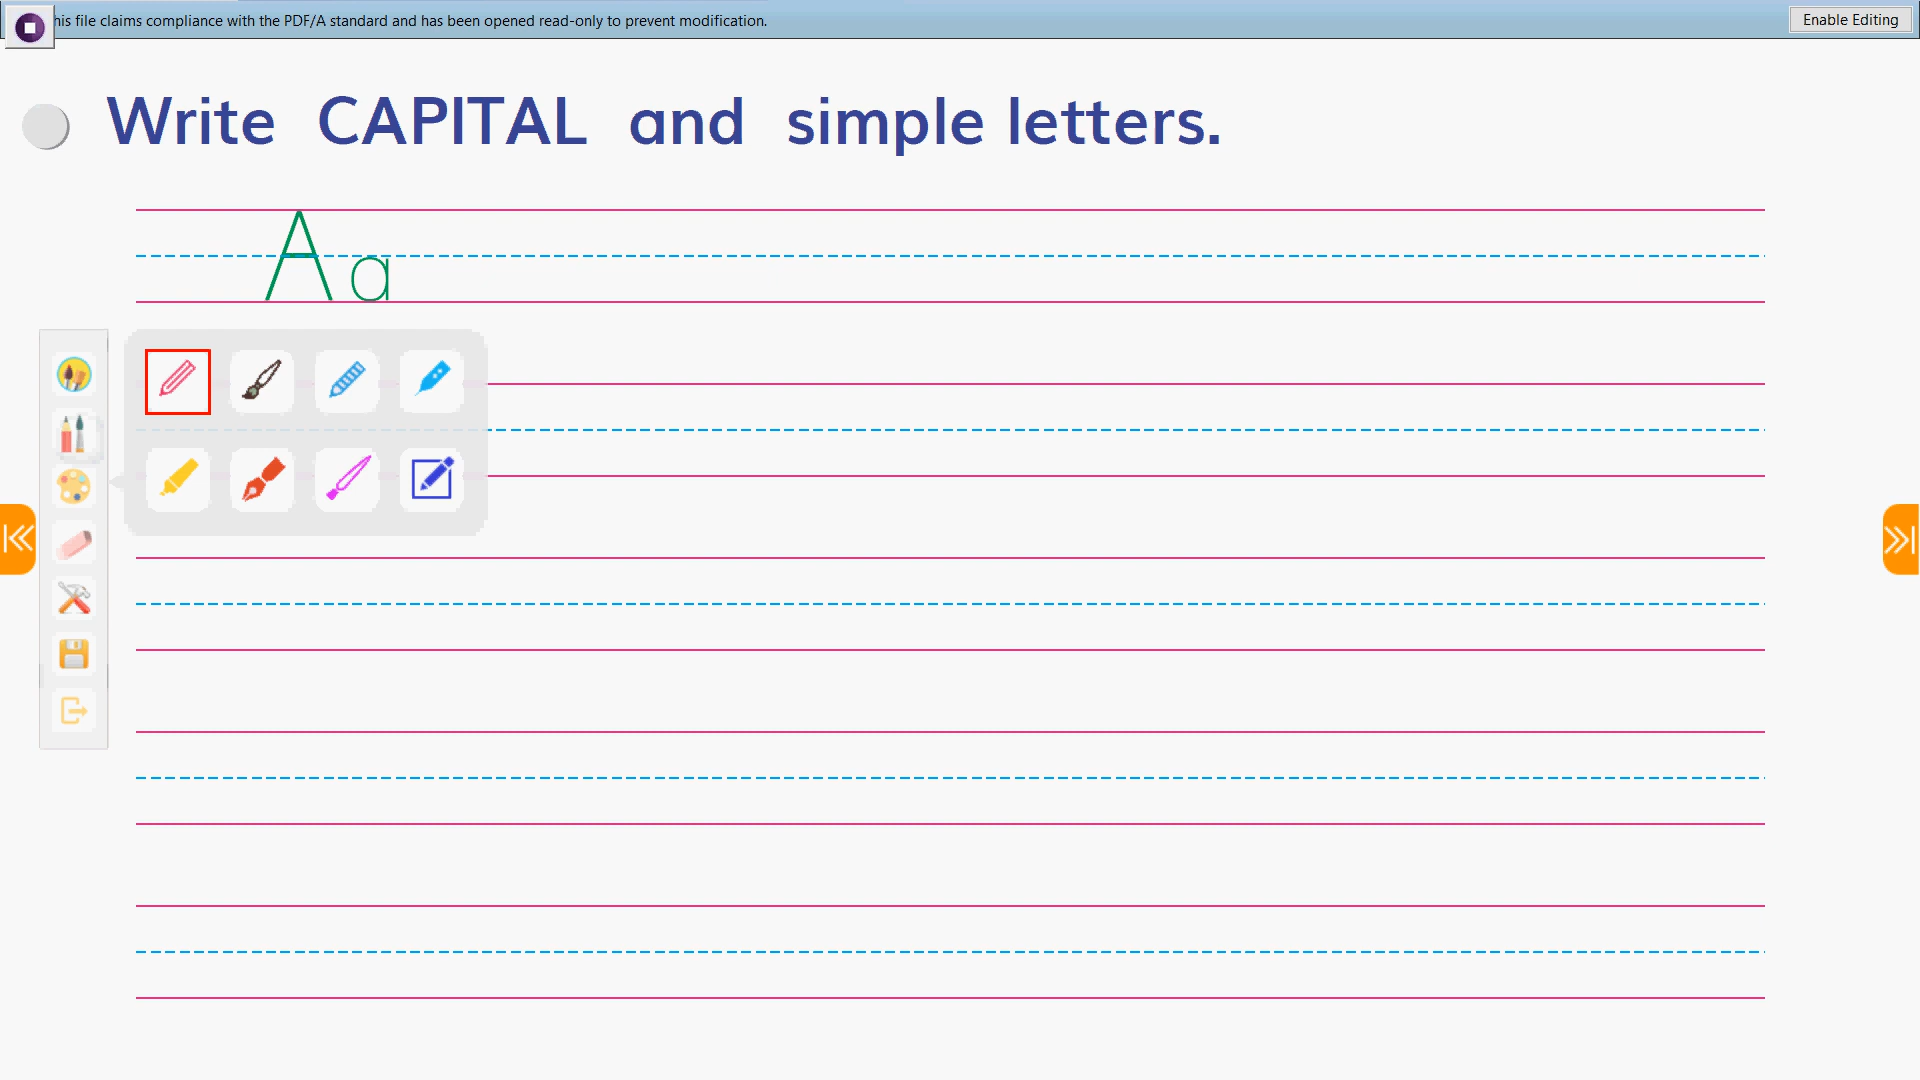 his file claims compliance with the PDF/A standard and has been opened read-only to prevent modification.
Enable Editing
Write CAPITAL and simple letters.
A a